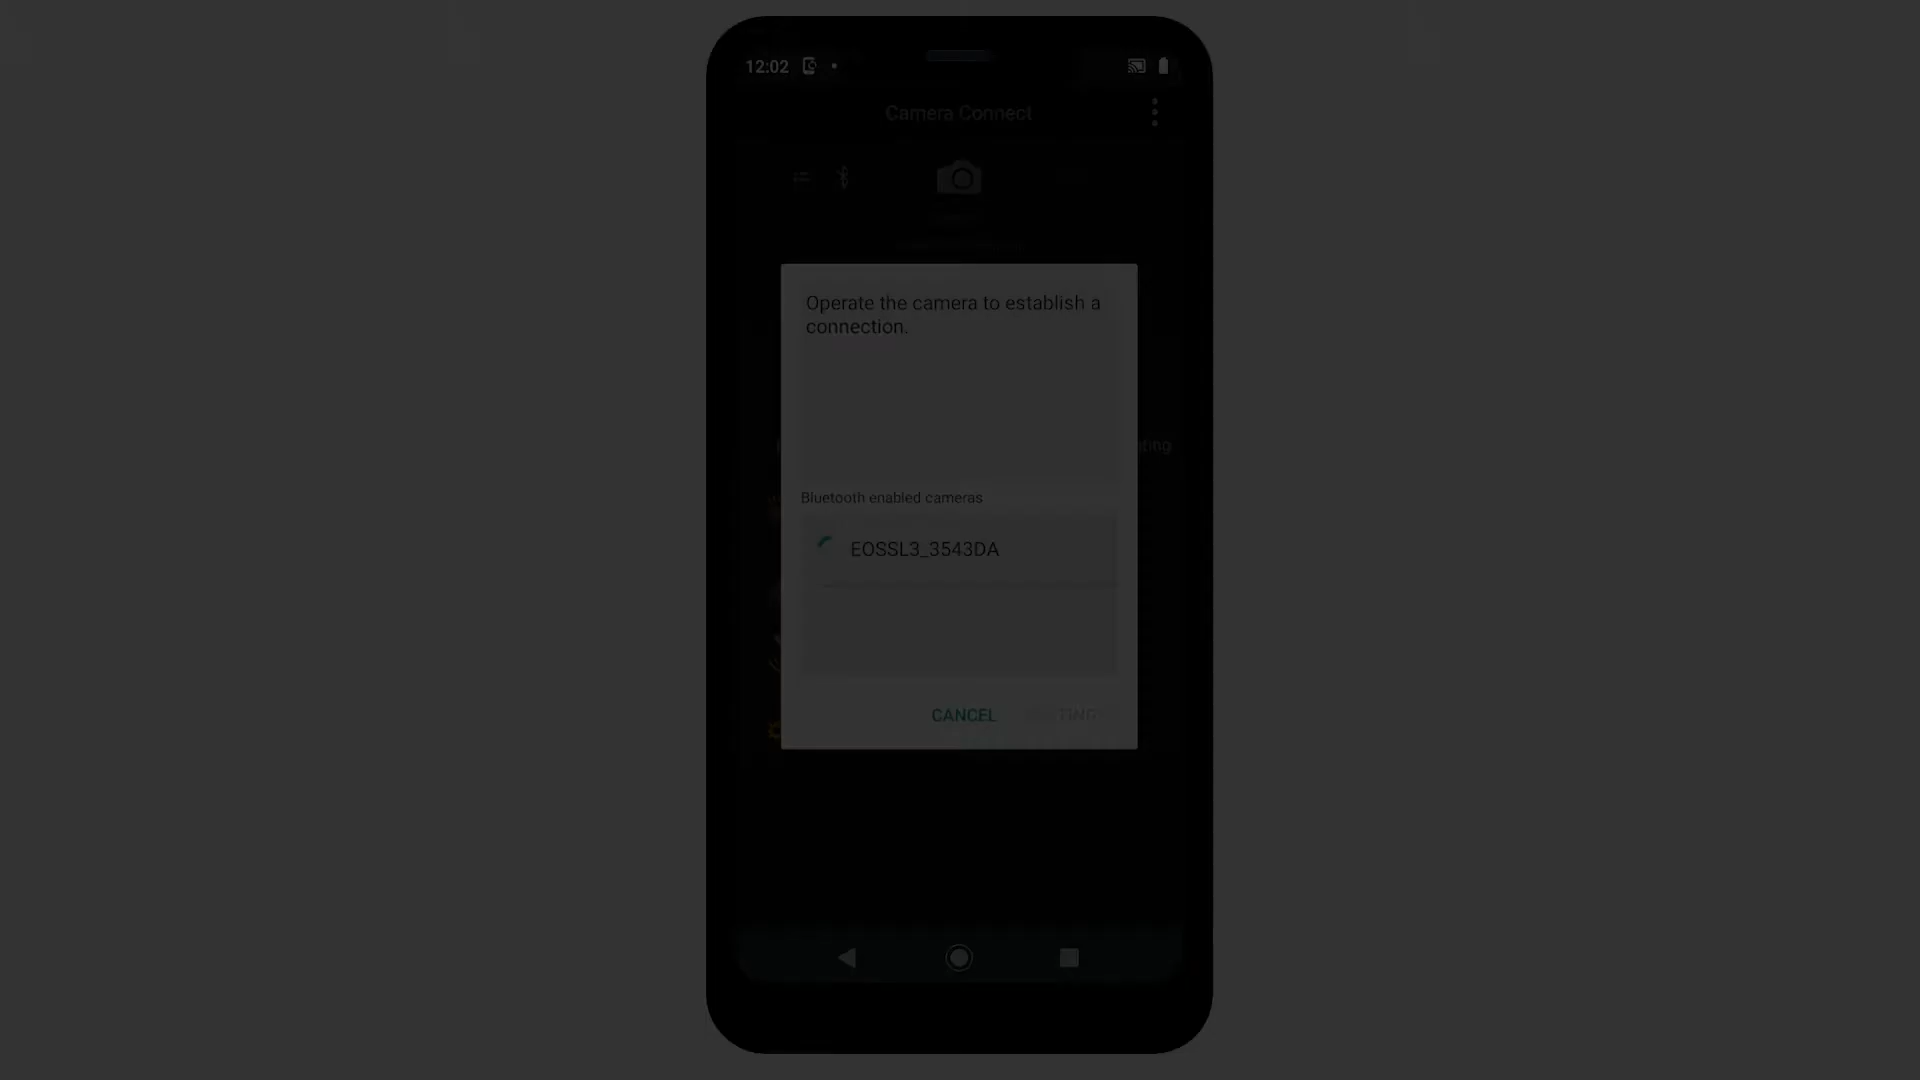 12:02
Camera Connect
Operate the camera to establish a
connection.
Bluetooth enabled cameras
EOSSL3_3543DA
CANCEL